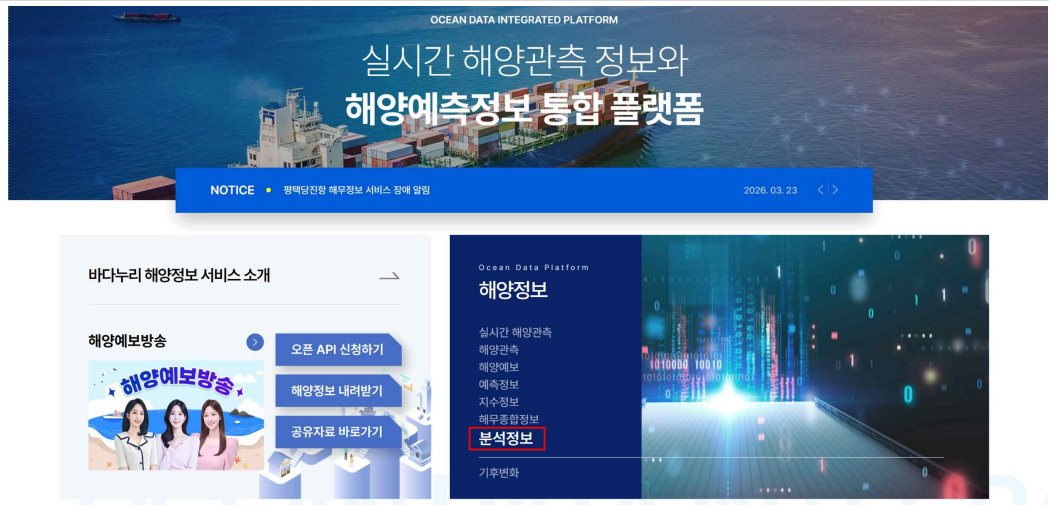 OCEAN DATA INTEGRATED PLATFORM
실시간 해양관측 정보와
해양예측정보 통합 플랫폼
NOTICE • 평택당진항 해무정보 서비스 장애 알림 2026. 03. 23
바다누리 해양정보 서비스 소개
해양예보방송
해양예보방송
오픈 API 신청하기
해양정보 내려받기
공유자료 바로가기
Ocean Data Platform
해양정보
실시간 해양관측
해양관측
해양예보
예측정보
지수정보
해무종합정보
분석정보
기후변화